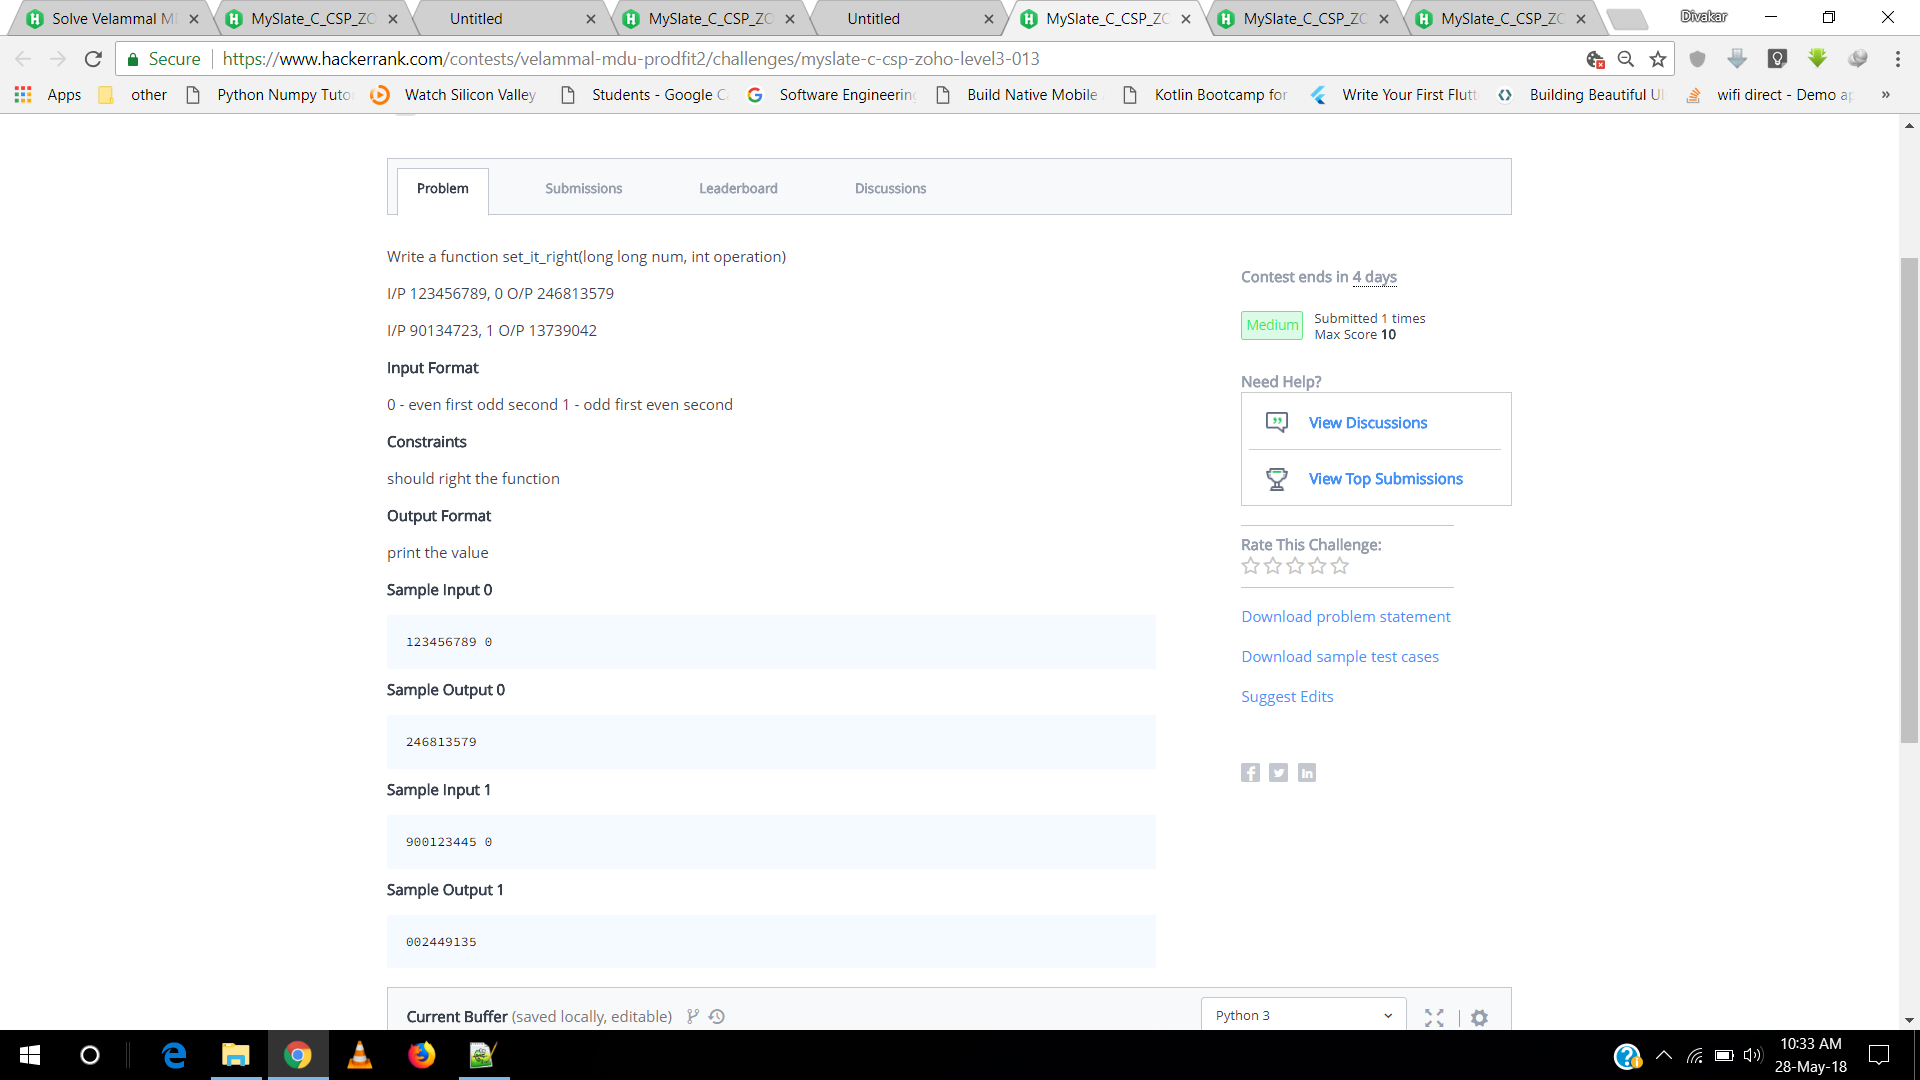 Solve Velammal M
MySlate_C_CSP_ZO
Untitled
MySlate_C_CSP_ZO
Untitled
MySlate_C_CSP_ZO
MySlate_C_CSP_ZO
MySlate_C_CSP_ZO
Divakar
Secure
https://www.hackerrank.com/contests/velammal-mdu-prodfit2/challenges/myslate-c-csp-zoho-level3-013
Apps
other
Python Numpy Tuto
Watch Silicon Valley
Students - Google C
Software Engineering
Build Native Mobile
Kotlin Bootcamp for
Write Your First Flutt
Building Beautiful UI
wifi direct - Demo ap
»
Problem
Submissions
Leaderboard
Discussions
Write a function set_it_right(long long num, int operation)
I/P 123456789, 0 O/P 246813579
I/P 90134723, 1 O/P 13739042
Input Format
0 - even first odd second 1 - odd first even second
Constraints
should right the function
Output Format
print the value
Sample Input 0
123456789 0
Sample Output 0
246813579
Sample Input 1
900123445 0
Sample Output 1
002449135
Contest ends in 4 days
Medium
Submitted 1 times
Max Score 10
Need Help?
View Discussions
View Top Submissions
Rate This Challenge:
Download problem statement
Download sample test cases
Suggest Edits
Current Buffer (saved locally, editable)
Python 3
10:33 AM
28-May-18